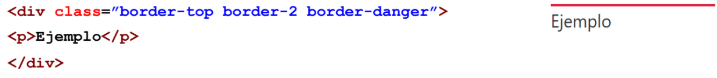 <div class=”border-top border-2 border-danger”>
<p>Ejemplo</p>
</div>
Ejemplo